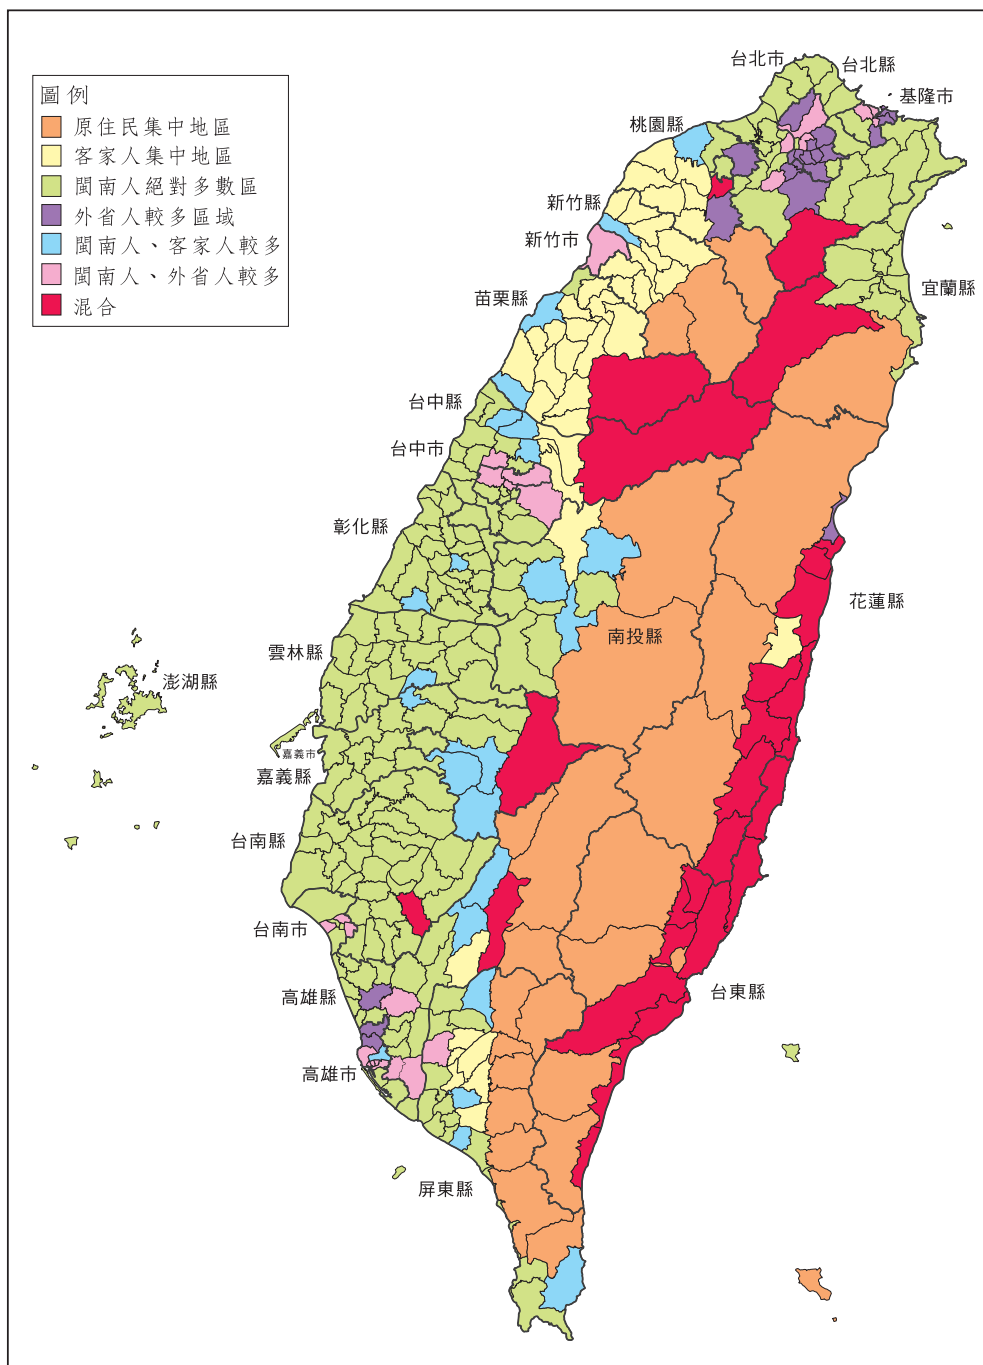 圖例
原住民集中地區
客家人集中地區
閩南人絕對多數區
外省人較多區域
閩南人、客家人較多
閩南人、外省人較多
混合
台北市
台北縣
基隆市
桃園縣
新竹縣
新竹市
宜蘭縣
苗栗縣
台中縣
台中市
彰化縣
花蓮縣
南投縣
雲林縣
澎湖縣
嘉義市
嘉義縣
台南縣
台南市
高雄縣
台東縣
高雄市
屏東縣